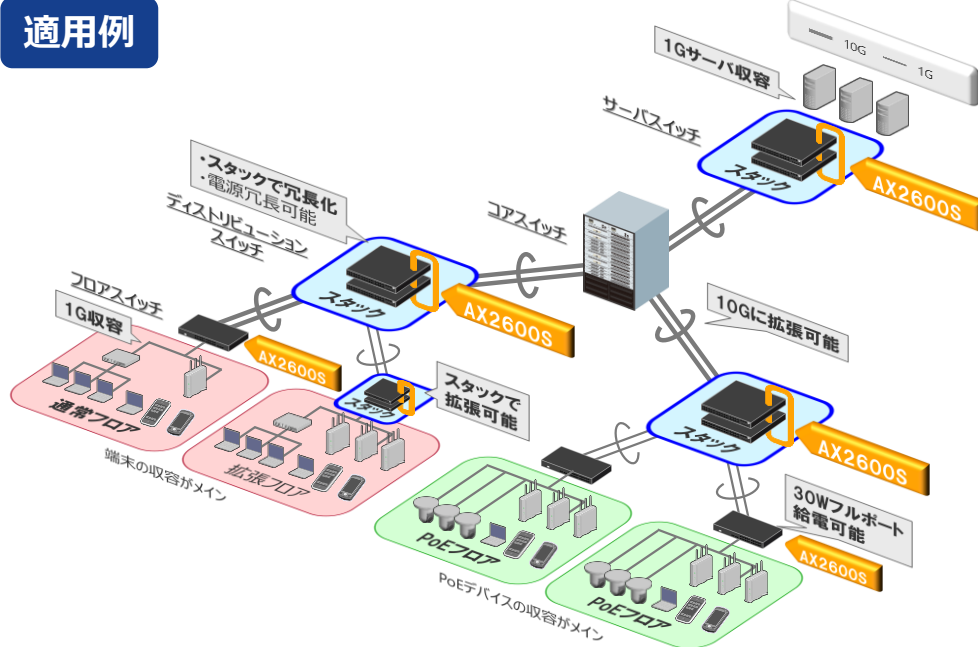 適用例
10G
1G
1Gサーバ収容
サーバスイッチ
スタック
AX2600S
・スタックで冗長化
・電源冗長可能
ディストリビューション
スイッチ
コアスイッチ
スタック
AX2600S
フロアスイッチ
1G収容
AX2600S
10Gに拡張可能
スタックで
拡張可能
スタック
通常フロア
拡張フロア
端末の収容がメイン
スタック
AX2600S
30Wフルポート
給電可能
AX2600S
PoEフロア
PoEフロア
PoEデバイスの収容がメイン